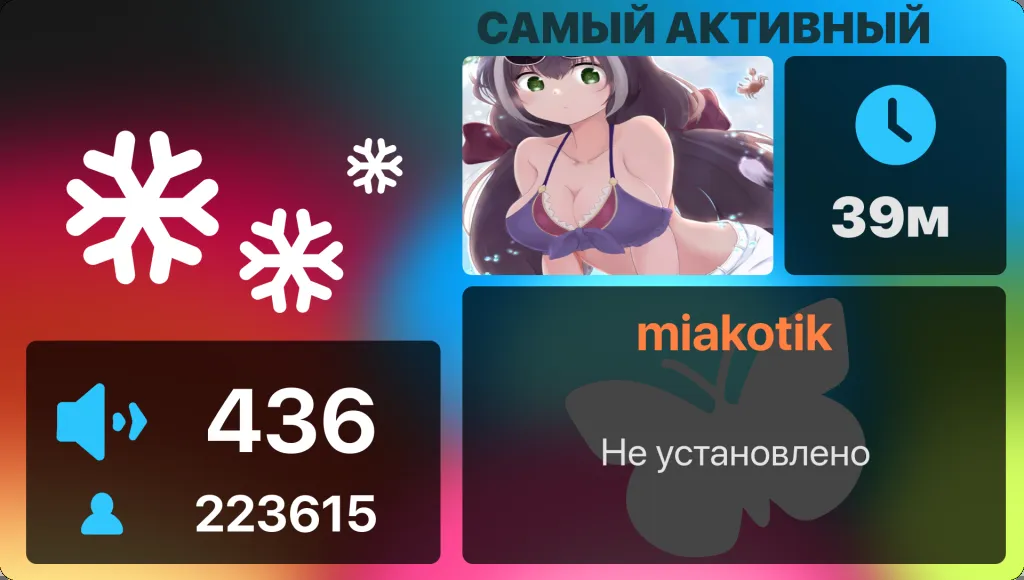 САМЫЙ АКТИВНЫЙ
39м
miakotik
Не установлено
436
223615